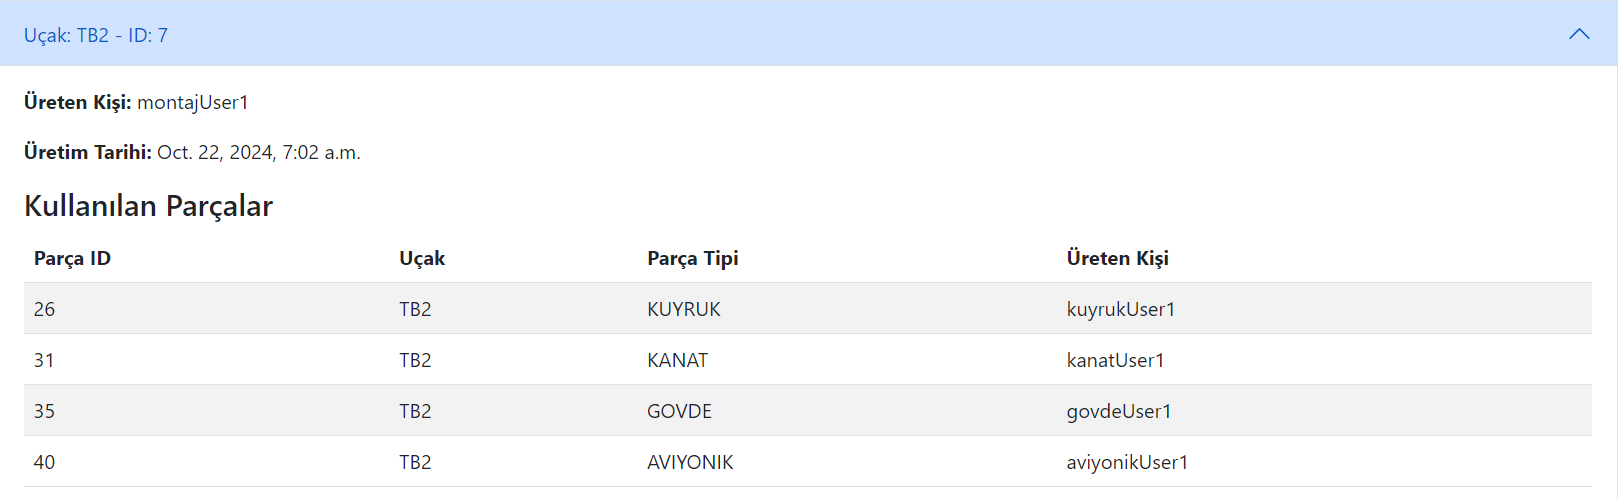 Uçak: TB2 - ID: 7
Üreten Kişi: montajUser1
Üretim Tarihi: Oct. 22, 2024, 7:02 a.m.
Kullanılan Parçalar
Parça ID Uçak Parça Tipi Üreten Kişi
26 TB2 KUYRUK kuyrukUser1
31 TB2 KANAT kanatUser1
35 TB2 GOVDE govdeUser1
40 TB2 AVIYONIK aviyonikUser1